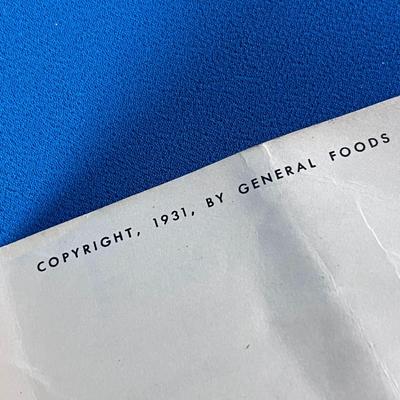 COPYRIGHT, 1931, BY GENERAL FOODS